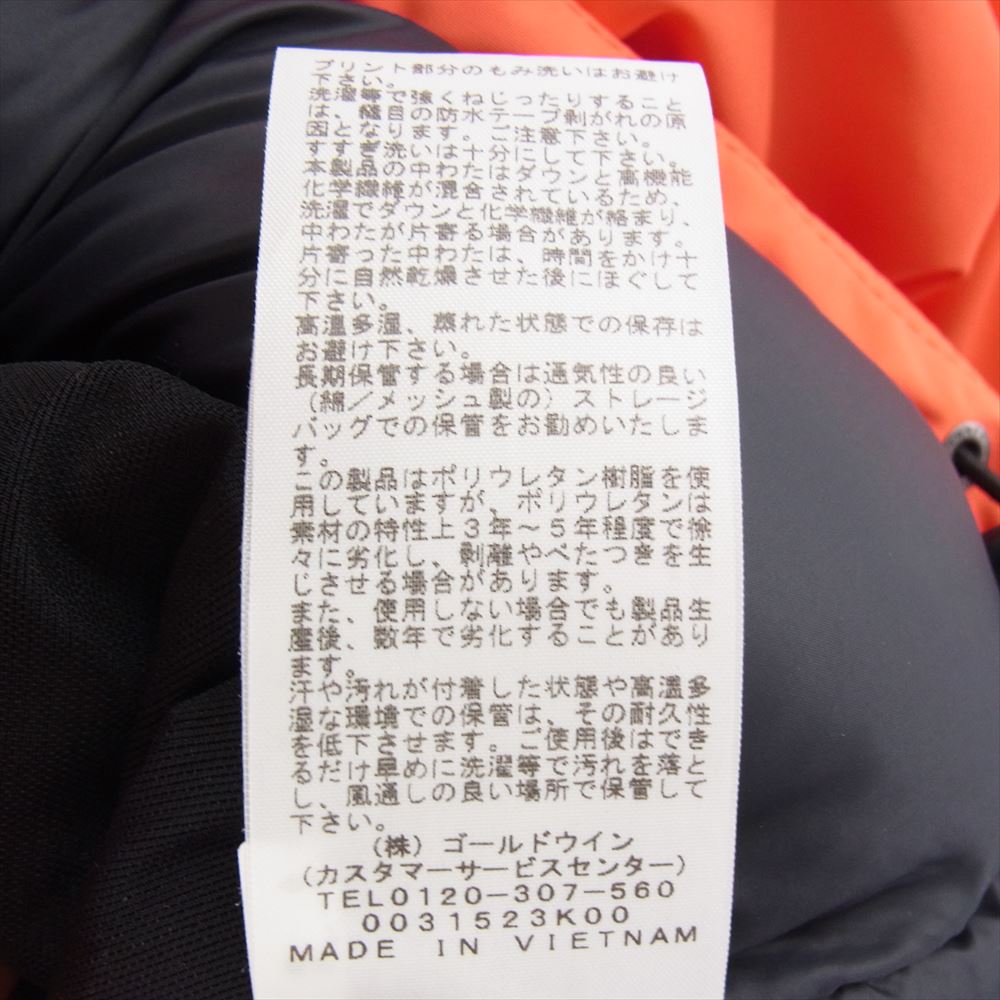 プリント部分のもみ洗いはお避け
下さい。
洗濯等で強くねじったりすること
は、縫目の防水テープ剥がれの原
因となります。ご注意下さい。
すすぎ洗いは十分にして下さい。
本製品の中わたはダウンと高機能
化学繊維が混合されているため、
洗濯でダウンと化学繊維が絡まり、
中わたが片寄る場合があります。
片寄った中わたは、時間をかけ十
分に自然乾燥させた後にほぐして
下さい。
高温多湿、蒸れた状態での保存は
お避け下さい。
長期保管する場合は通気性の良い
（綿／メッシュ製の）ストレージ
バッグでの保管をお勧めいたしま
す。
この製品はポリウレタン樹脂を使
用していますが、ポリウレタンは
素材の特性上３年～５年程度で徐
々に劣化し、剥離やべたつきを生
じさせる場合があります。
また、使用しない場合でも製品生
産後、数年で劣化することがあり
ます。
汗や汚れが付着した状態や高温多
湿な環境での保管は、その耐久性
を低下させます。ご使用後はでき
るだけ早めに洗濯等で汚れを落と
し、風通しの良い場所で保管して
下さい。
（株）ゴールドウイン
（カスタマーサービスセンター）
TEL0120-307-560
0031523K00
MADE IN VIETNAM